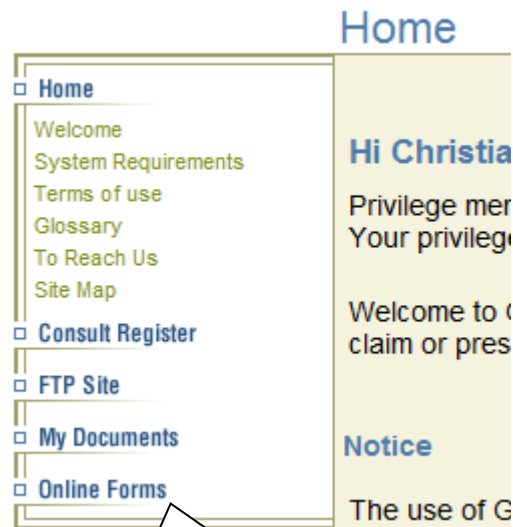 Home
Home
Welcome
System Requirements
Terms of use
Glossary
To Reach Us
Site Map
Consult Register
FTP Site
My Documents
Online Forms
Hi Christia
Privilege mer
Your privileg
Welcome to
claim or pres
Notice
The use of G